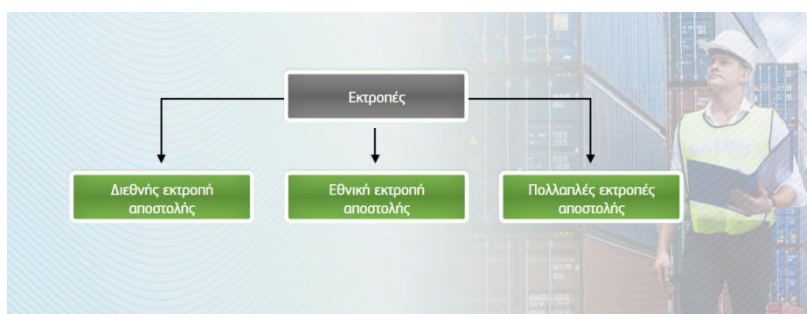 Εκτροπές
Διεθνής εκτροπή
αποστολής
Εθνική εκτροπή
αποστολής
Πολλαπλές εκτροπές
αποστολής